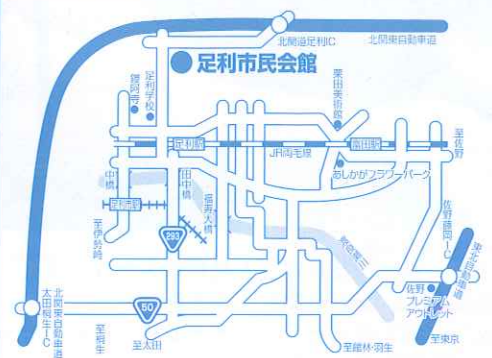 北関道足利IC
北関東自動車道
足利市民会館
鑁阿寺
足利学校
栗田美術館
足利駅
JR両毛線
富田駅
至佐野
あしかがフラワーパーク
中橋
田中橋
福寿大橋
足利市駅
至伊勢崎
293
渡良瀬川
佐野藤岡IC
東北自動車道
佐野
プレミアム
アウトレット
50
北関東自動車道
太田桐生IC
至桐生
至太田
至館林・羽生
至東京